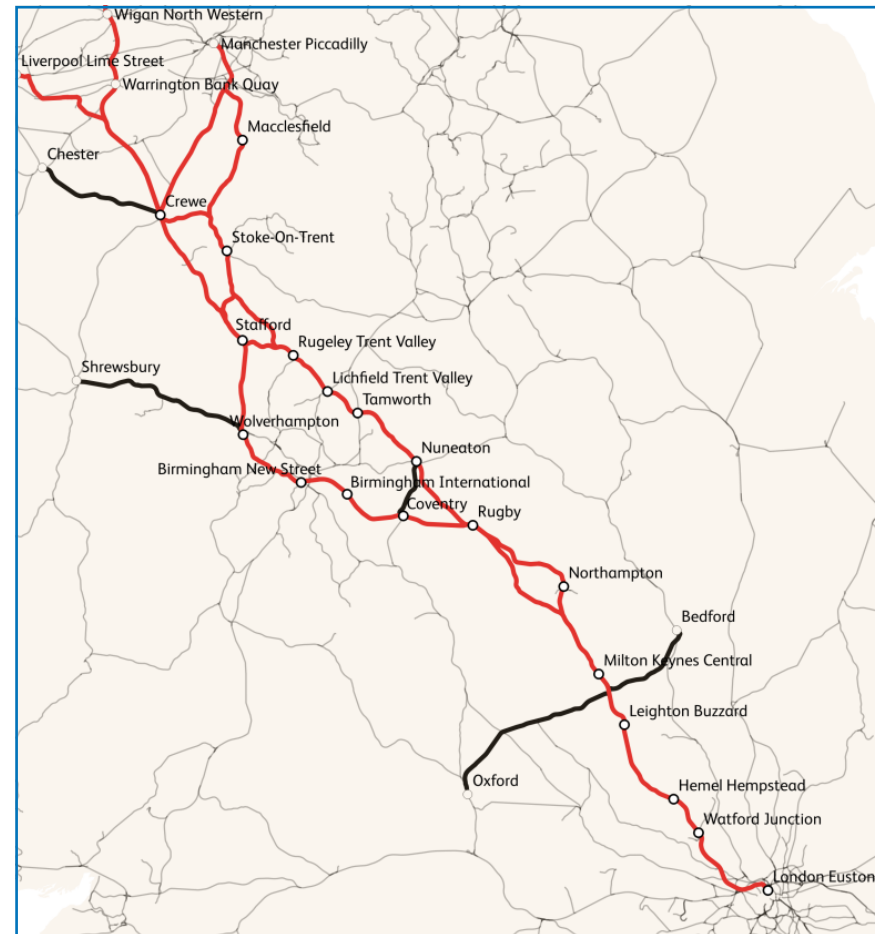 Wigan North Western
Manchester Piccadilly
Liverpool Lime Street
Warrington Bank Quay
Macclesfield
Chester
Crewe
Stoke-On-Trent
Stafford
Rugeley Trent Valley
Shrewsbury
Lichfield Trent Valley
Tamworth
Wolverhampton
Nuneaton
Birmingham New Street
Birmingham International
Coventry
Rugby
Northampton
Bedford
Milton Keynes Central
Leighton Buzzard
Oxford
Hemel Hempstead
Watford Junction
London Euston